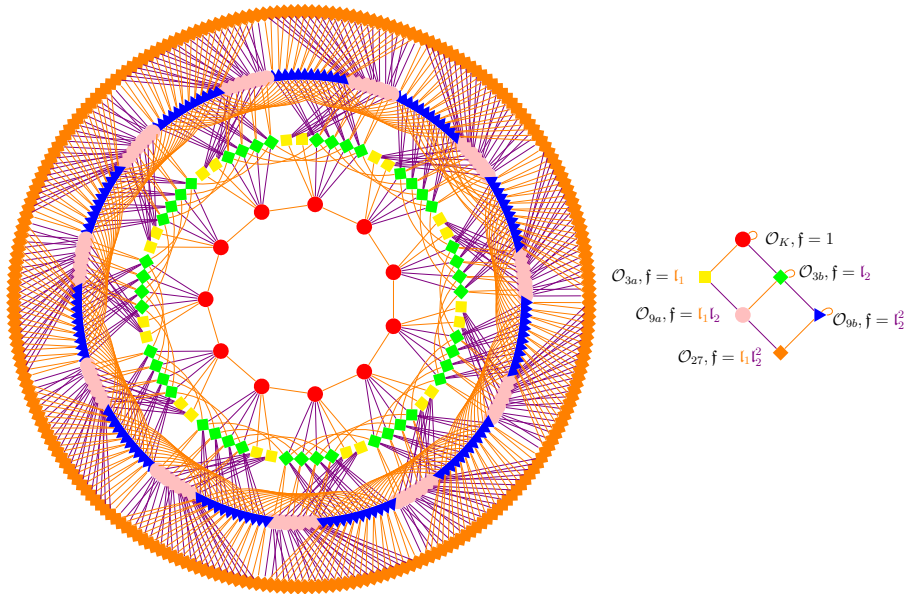 𝒪_K, 𝔣 = 1
𝒪_{3a}, 𝔣 = 𝔩_1
𝒪_{3b}, 𝔣 = 𝔩_2
𝒪_{9a}, 𝔣 = 𝔩_1𝔩_2
𝒪_{9b}, 𝔣 = 𝔩_2^2
𝒪_{27}, 𝔣 = 𝔩_1𝔩_2^2